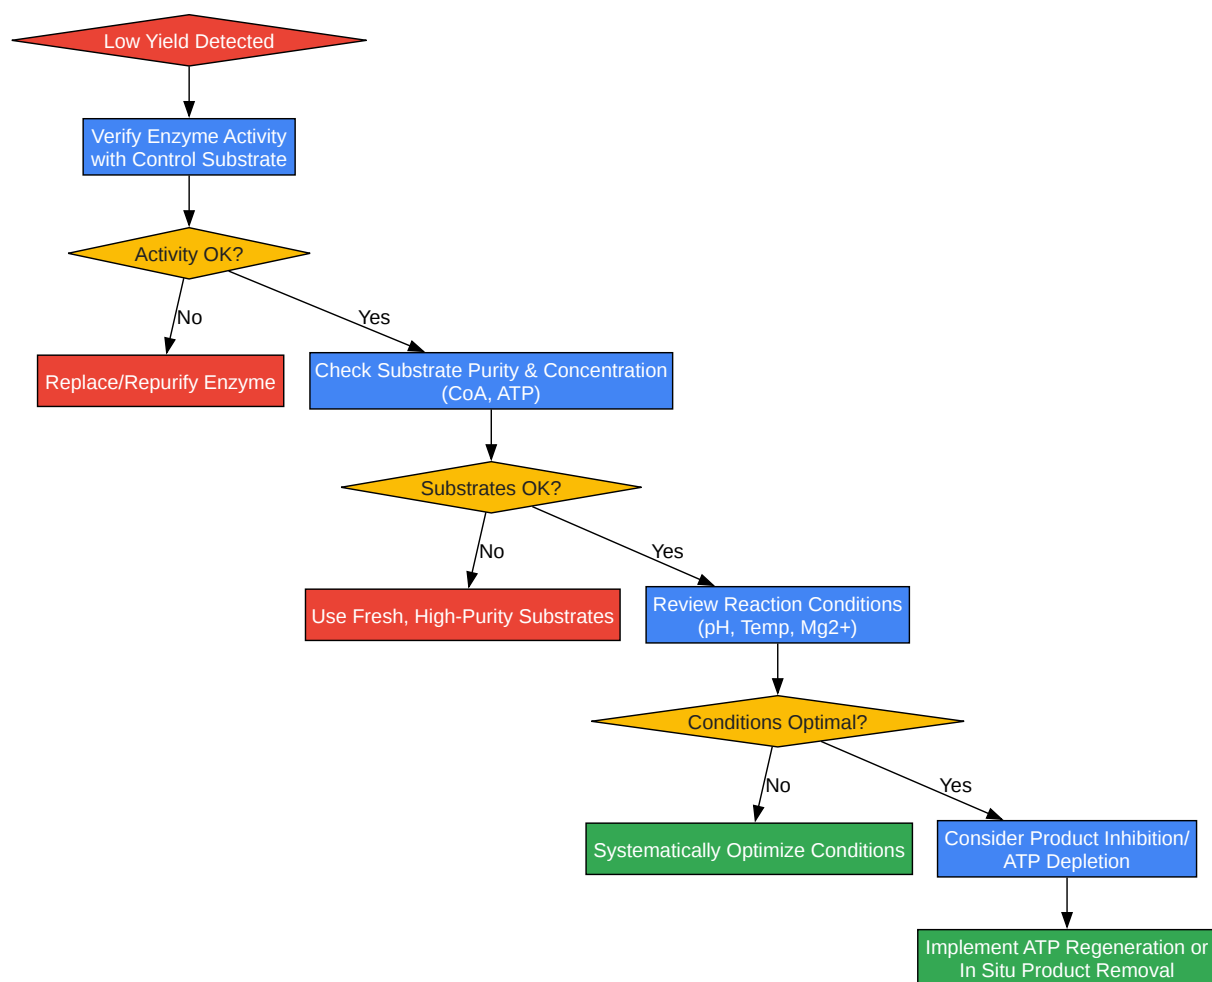 Low Yield Detected
Verify Enzyme Activity
with Control Substrate
Activity OK?
No
Yes
Replace/Repurify Enzyme
Check Substrate Purity & Concentration
(CoA, ATP)
Substrates OK?
No
Yes
Use Fresh, High-Purity Substrates
Review Reaction Conditions
(pH, Temp, Mg2+)
Conditions Optimal?
No
Yes
Systematically Optimize Conditions
Consider Product Inhibition/
ATP Depletion
Implement ATP Regeneration or
In Situ Product Removal